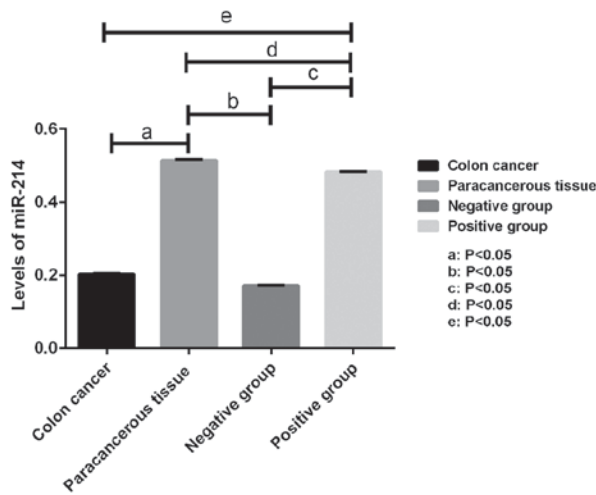 e
d
c
b
a
0.6
0.4
0.2
0.0
Levels of miR-214
Colon cancer
Paracancerous tissue
Negative group
Positive group
Colon cancer
Paracancerous tissue
Negative group
Positive group
a: P<0.05
b: P<0.05
c: P<0.05
d: P<0.05
e: P<0.05